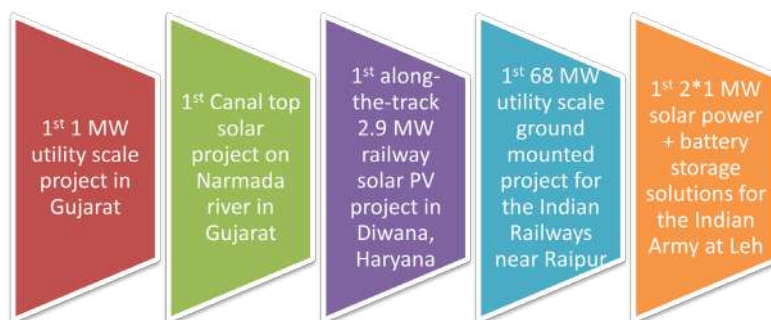 1st 1 MW
utility scale
project in
Gujarat
1st Canal top
solar
project on
Narmada
river in
Gujarat
1st along-
the-track
2.9 MW
railway
solar PV
project in
Diwana,
Haryana
1st 68 MW
utility scale
ground
mounted
project for
the Indian
Railways
near Raipur
1st 2*1 MW
solar power
+ battery
storage
solutions for
the Indian
Army at Leh